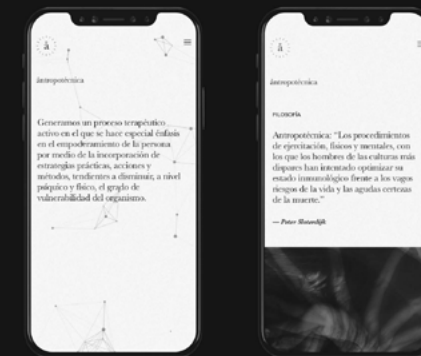 å
åntropotécnica
Generamos un proceso terapéutico
activo en el que se hace especial énfasis
en el empoderamiento de la persona
por medio de la incorporación de
estrategias prácticas, acciones y
métodos, tendientes a disminuir, a nivel
psíquico y físico, el grado de
vulnerabilidad del organismo.
å
åntropotécnica
FILOSOFÍA
Antropotécnica: “Los procedimientos
de ejercitación, físicos y mentales, con
los que los hombres de las culturas más
dispares han intentado optimizar su
estado inmunológico frente a los vagos
riesgos de la vida y las agudas certezas
de la muerte.”
— Peter Sloterdijk